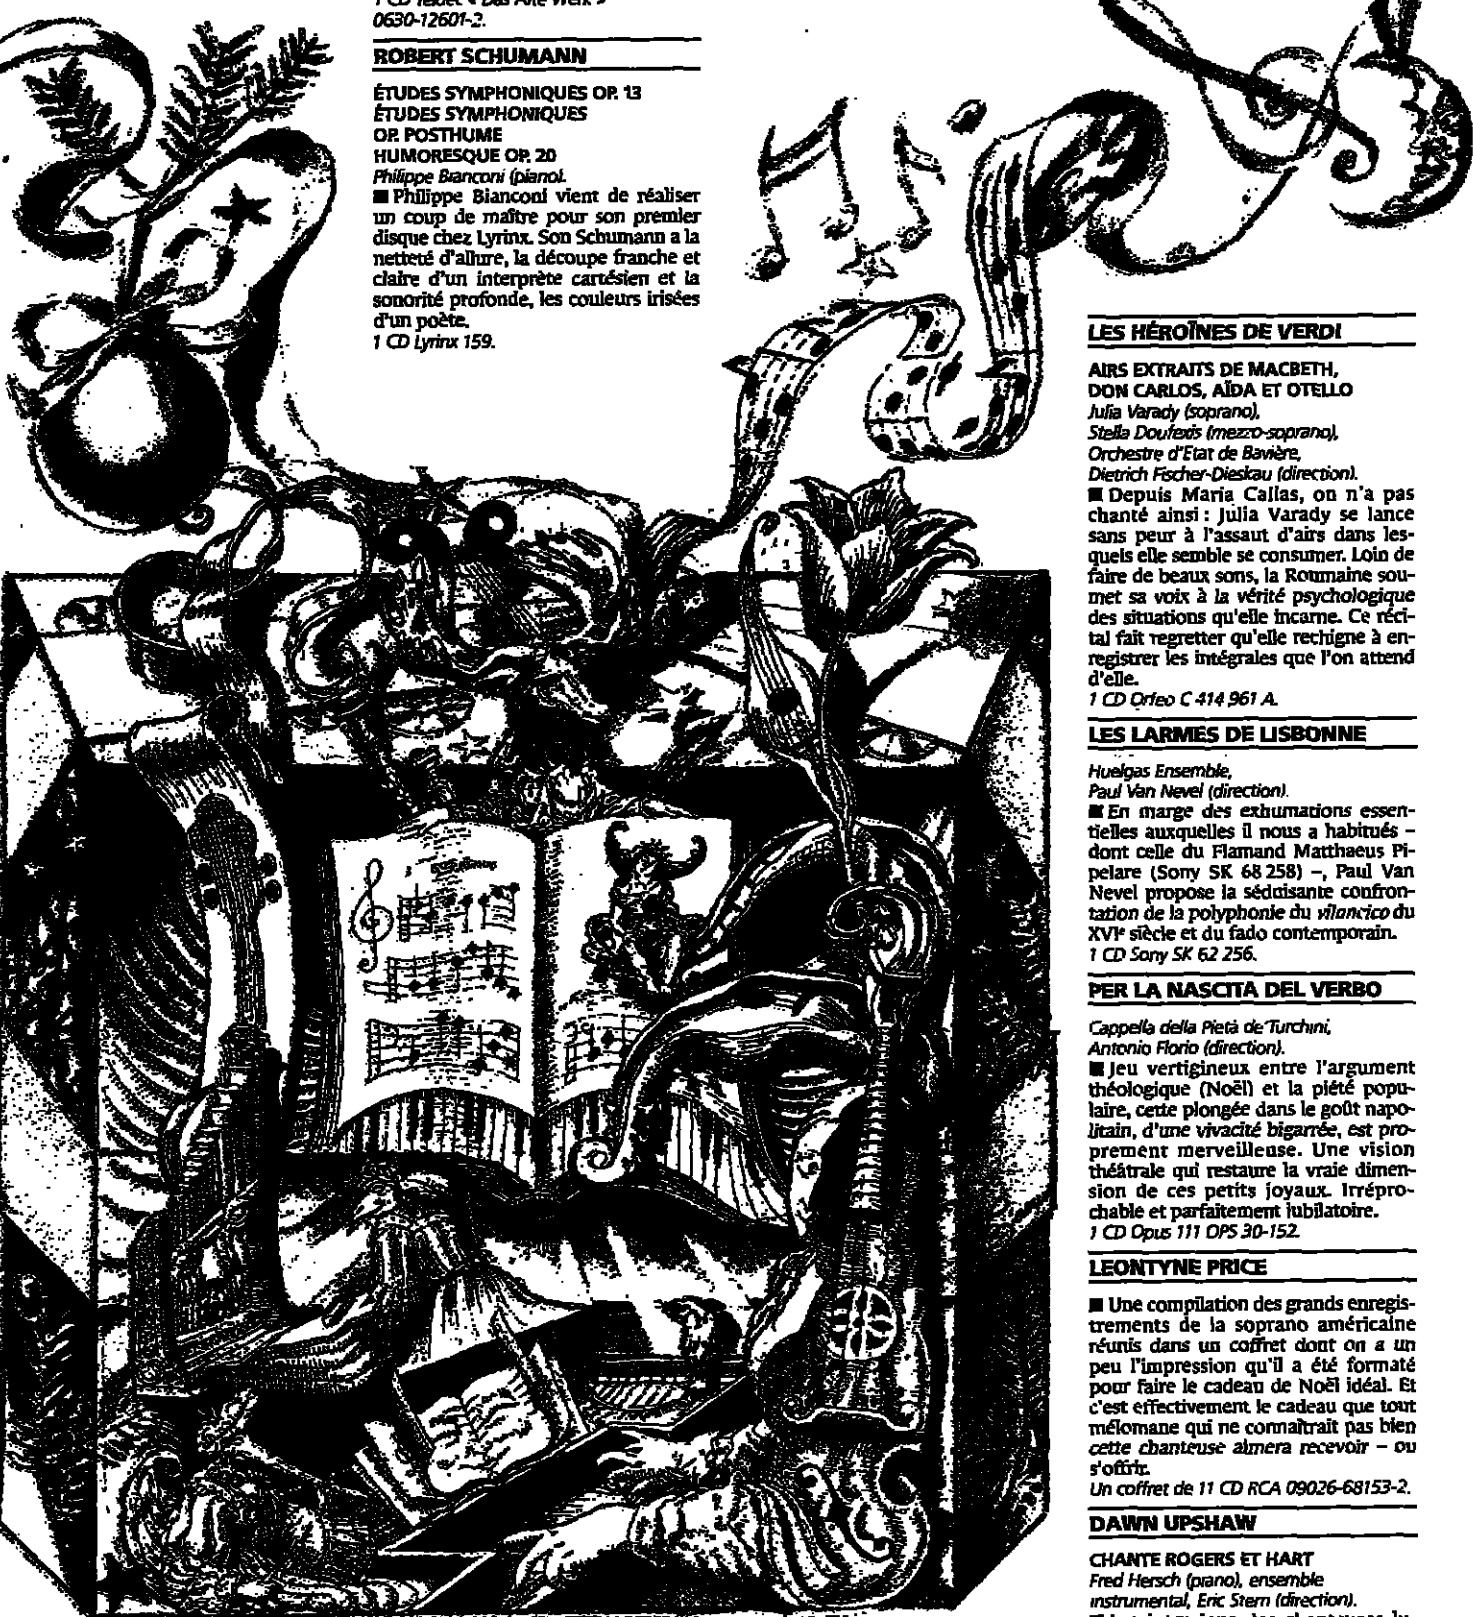 1 CD Teldec « Das Alte Werk »
0630-12601-2.
ROBERT SCHUMANN
ÉTUDES SYMPHONIQUES OP. 13
ÉTUDES SYMPHONIQUES
OP. POSTHUME
HUMORESQUE OP. 20
Philippe Bianconi (piano).
■ Philippe Bianconi vient de réaliser
un coup de maître pour son premier
disque chez Lyrinx. Son Schumann a la
netteté d'allure, la découpe franche et
claire d'un interprète cartésien et la
sonorité profonde, les couleurs irisées
d'un poète.
1 CD Lyrinx 159.
LES HÉROÏNES DE VERDI
AIRS EXTRAITS DE MACBETH,
DON CARLOS, AÏDA ET OTELLO
Julia Varady (soprano),
Stella Doufexis (mezzo-soprano),
Orchestre d'Etat de Bavière,
Dietrich Fischer-Dieskau (direction).
■ Depuis Maria Callas, on n'a pas
chanté ainsi : Julia Varady se lance
sans peur à l'assaut d'airs dans les-
quels elle semble se consumer. Loin de
faire de beaux sons, la Roumaine sou-
met sa voix à la vérité psychologique
des situations qu'elle incarne. Ce réci-
tal fait regretter qu'elle rechigne à en-
registrer les intégrales que l'on attend
d'elle.
1 CD Orfeo C 414 961 A.
LES LARMES DE LISBONNE
Huelgas Ensemble,
Paul Van Nevel (direction).
■ En marge des exhumations essen-
tielles auxquelles il nous a habitués –
dont celle du Flamand Matthaeus Pi-
pelare (Sony SK 68 258) –, Paul Van
Nevel propose la séduisante confron-
tation de la polyphonie du vilancico du
XVIe siècle et du fado contemporain.
1 CD Sony SK 62 256.
PER LA NASCITA DEL VERBO
Cappella della Pietà de'Turchini,
Antonio Florio (direction).
■ Jeu vertigineux entre l'argument
théologique (Noël) et la piété popu-
laire, cette plongée dans le goût napo-
litain, d'une vivacité bigarrée, est pro-
prement merveilleuse. Une vision
théâtrale qui restaure la vraie dimen-
sion de ces petits joyaux. Irrépro-
chable et parfaitement jubilatoire.
1 CD Opus 111 OPS 30-152.
LEONTYNE PRICE
■ Une compilation des grands enregis-
trements de la soprano américaine
réunis dans un coffret dont on a un
peu l'impression qu'il a été formaté
pour faire le cadeau de Noël idéal. Et
c'est effectivement le cadeau que tout
mélomane qui ne connaîtrait pas bien
cette chanteuse aimera recevoir – ou
s'offrir.
Un coffret de 11 CD RCA 09026-68153-2.
DAWN UPSHAW
CHANTE ROGERS ET HART
Fred Hersch (piano), ensemble
instrumental, Eric Stern (direction).